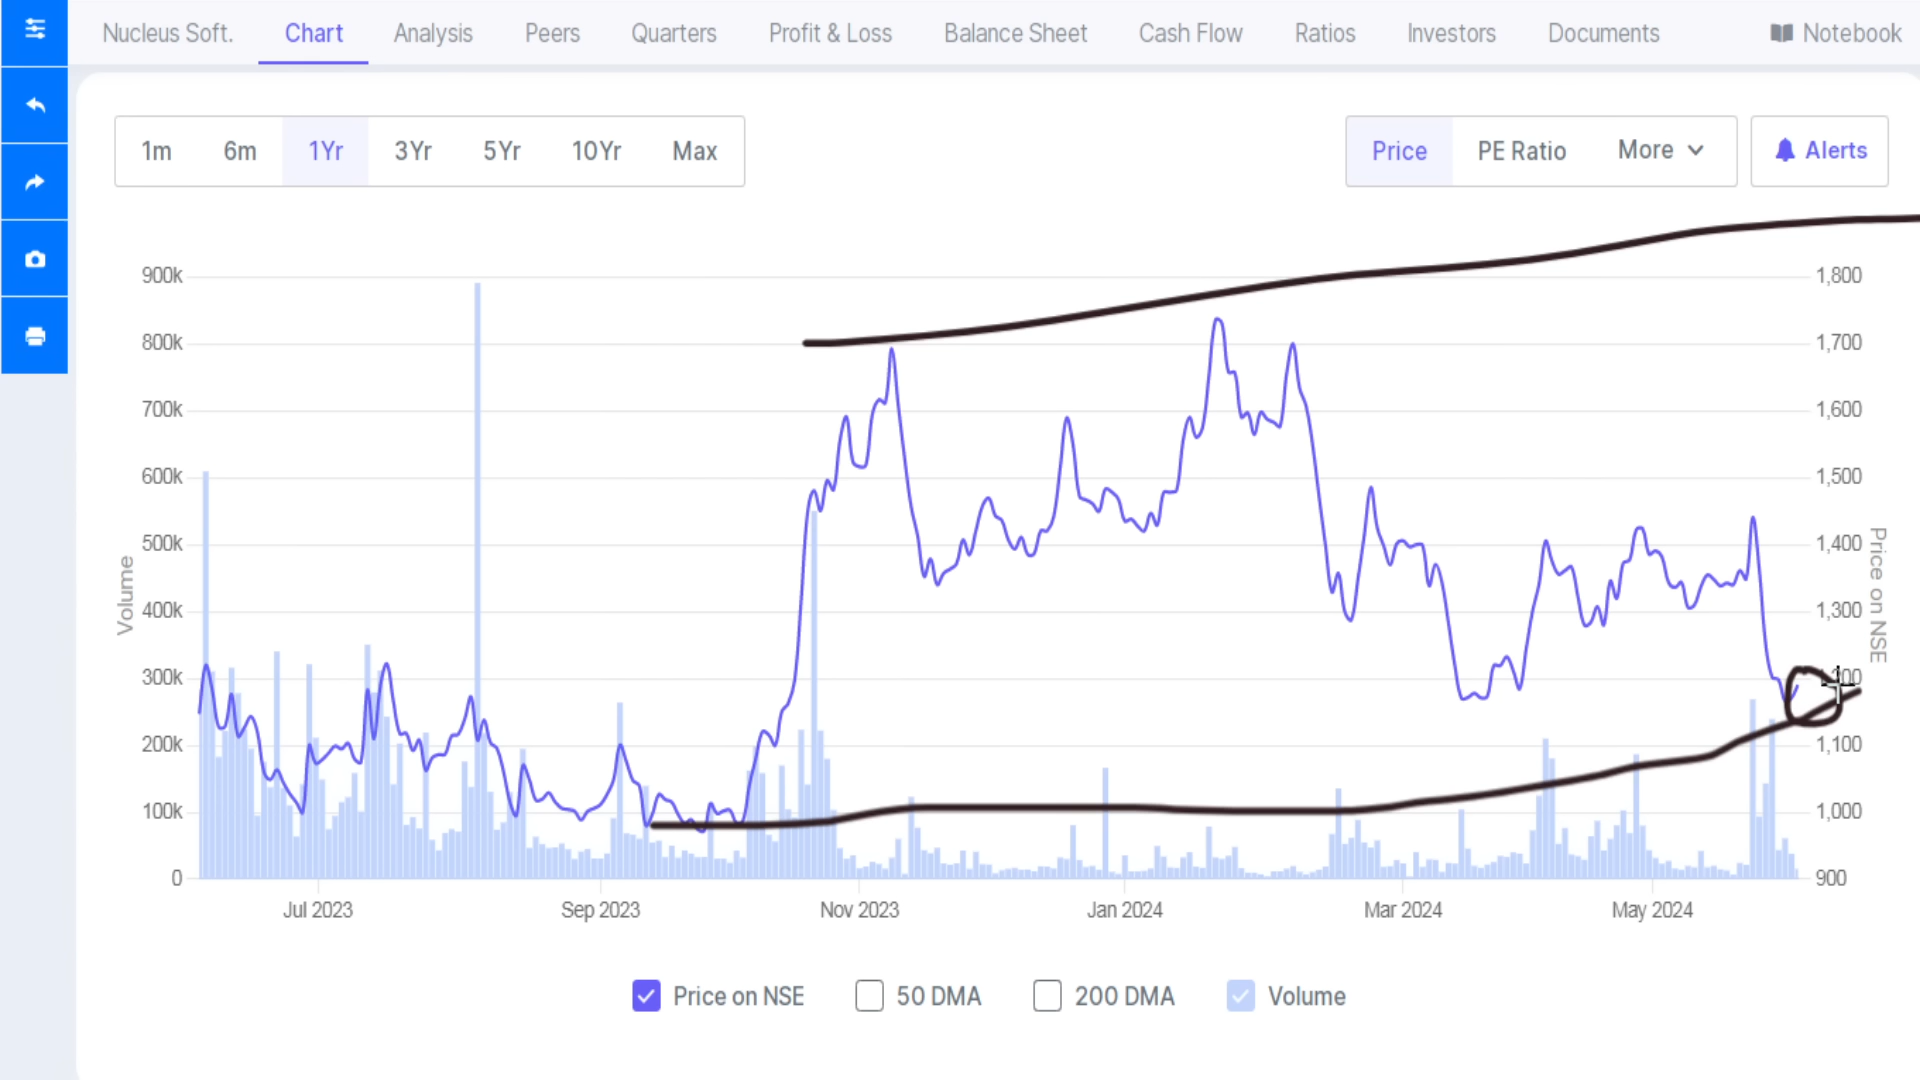 Nucleus Soft. Chart Analysis Peers Quarters Profit & Loss Balance Sheet Cash Flow Ratios Investors Documents Notebook
1m 6m 1Yr 3Yr 5Yr 10Yr Max Price PE Ratio More Alerts
900k 1,800
800k 1,700
700k 1,600
600k 1,500
500k 1,400
400k 1,300
300k
200k 1,100
100k 1,000
0 900
Volume
Price on NSE
Jul 2023 Sep 2023 Nov 2023 Jan 2024 Mar 2024 May 2024
Price on NSE 50 DMA 200 DMA Volume